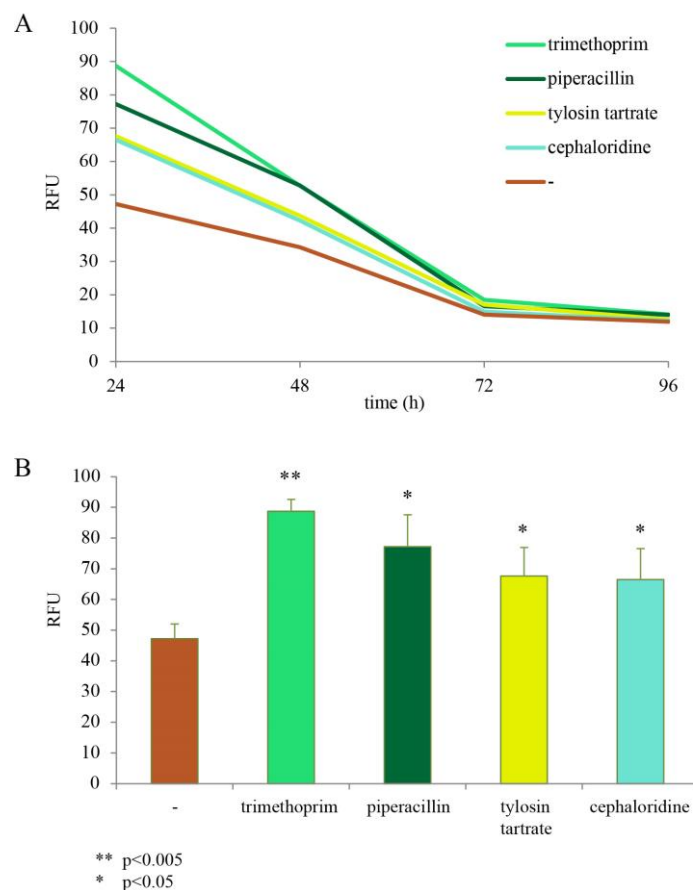 A
100
90
80
70
60
50
40
30
20
10
0
RFU
24
48
72
96
time (h)
trimethoprim
piperacillin
tylosin tartrate
cephaloridine
-
B
100
90
80
70
60
50
40
30
20
10
0
RFU
**
*
*
*
-
trimethoprim
piperacillin
tylosin
tartrate
cephaloridine
** p<0.005
* p<0.05